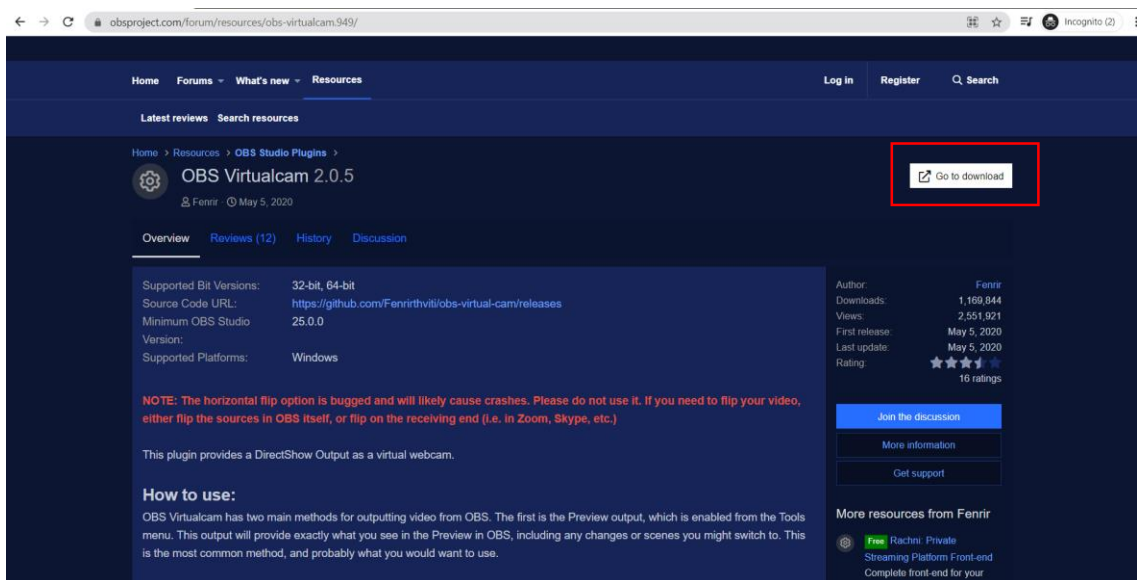 obsproject.com/forum/resources/obs-virtualcam.949/
Incognito (2)
Home Forums What's new Resources
Log in Register Search
Latest reviews Search resources
Home > Resources > OBS Studio Plugins >
OBS Virtualcam 2.0.5
Go to download
Fenrir · May 5, 2020
Overview Reviews (12) History Discussion
Supported Bit Versions: 32-bit, 64-bit
Source Code URL: https://github.com/Fenrirthviti/obs-virtual-cam/releases
Minimum OBS Studio 25.0.0
Version:
Supported Platforms: Windows
NOTE: The horizontal flip option is bugged and will likely cause crashes. Please do not use it. If you need to flip your video,
either flip the sources in OBS itself, or flip on the receiving end (i.e. in Zoom, Skype, etc.)
This plugin provides a DirectShow Output as a virtual webcam.
How to use:
OBS Virtualcam has two main methods for outputting video from OBS. The first is the Preview output, which is enabled from the Tools
menu. This output will provide exactly what you see in the Preview in OBS, including any changes or scenes you might switch to. This
is the most common method, and probably what you would want to use.
Author: Fenrir
Downloads: 1,169,844
Views: 2,551,921
First release: May 5, 2020
Last update: May 5, 2020
Rating:
16 ratings
Join the discussion
More information
Get support
More resources from Fenrir
Free Rachni: Private
Streaming Platform Front-end
Complete front-end for your